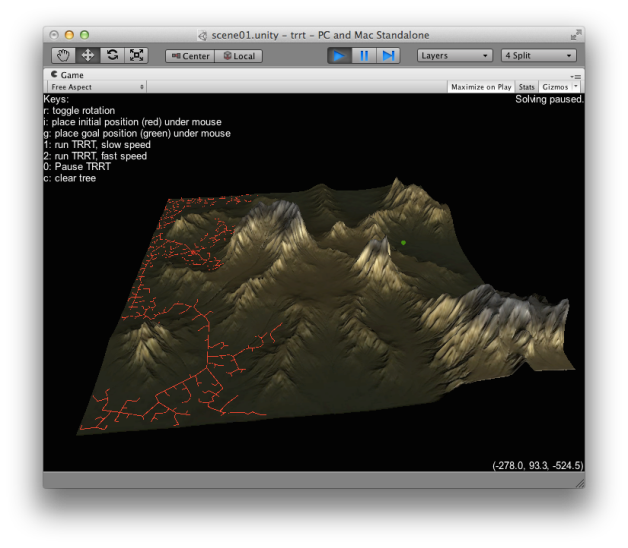 scene01.unity - trrt - PC and Mac Standalone
Center Local Layers 4 Split
Game
Free Aspect Maximize on Play Stats Gizmos
Keys: Solving paused.
r: toggle rotation
i: place initial position (red) under mouse
g: place goal position (green) under mouse
1: run TRRT, slow speed
2: run TRRT, fast speed
0: Pause TRRT
c: clear tree
(-278.0, 93.3, -524.5)